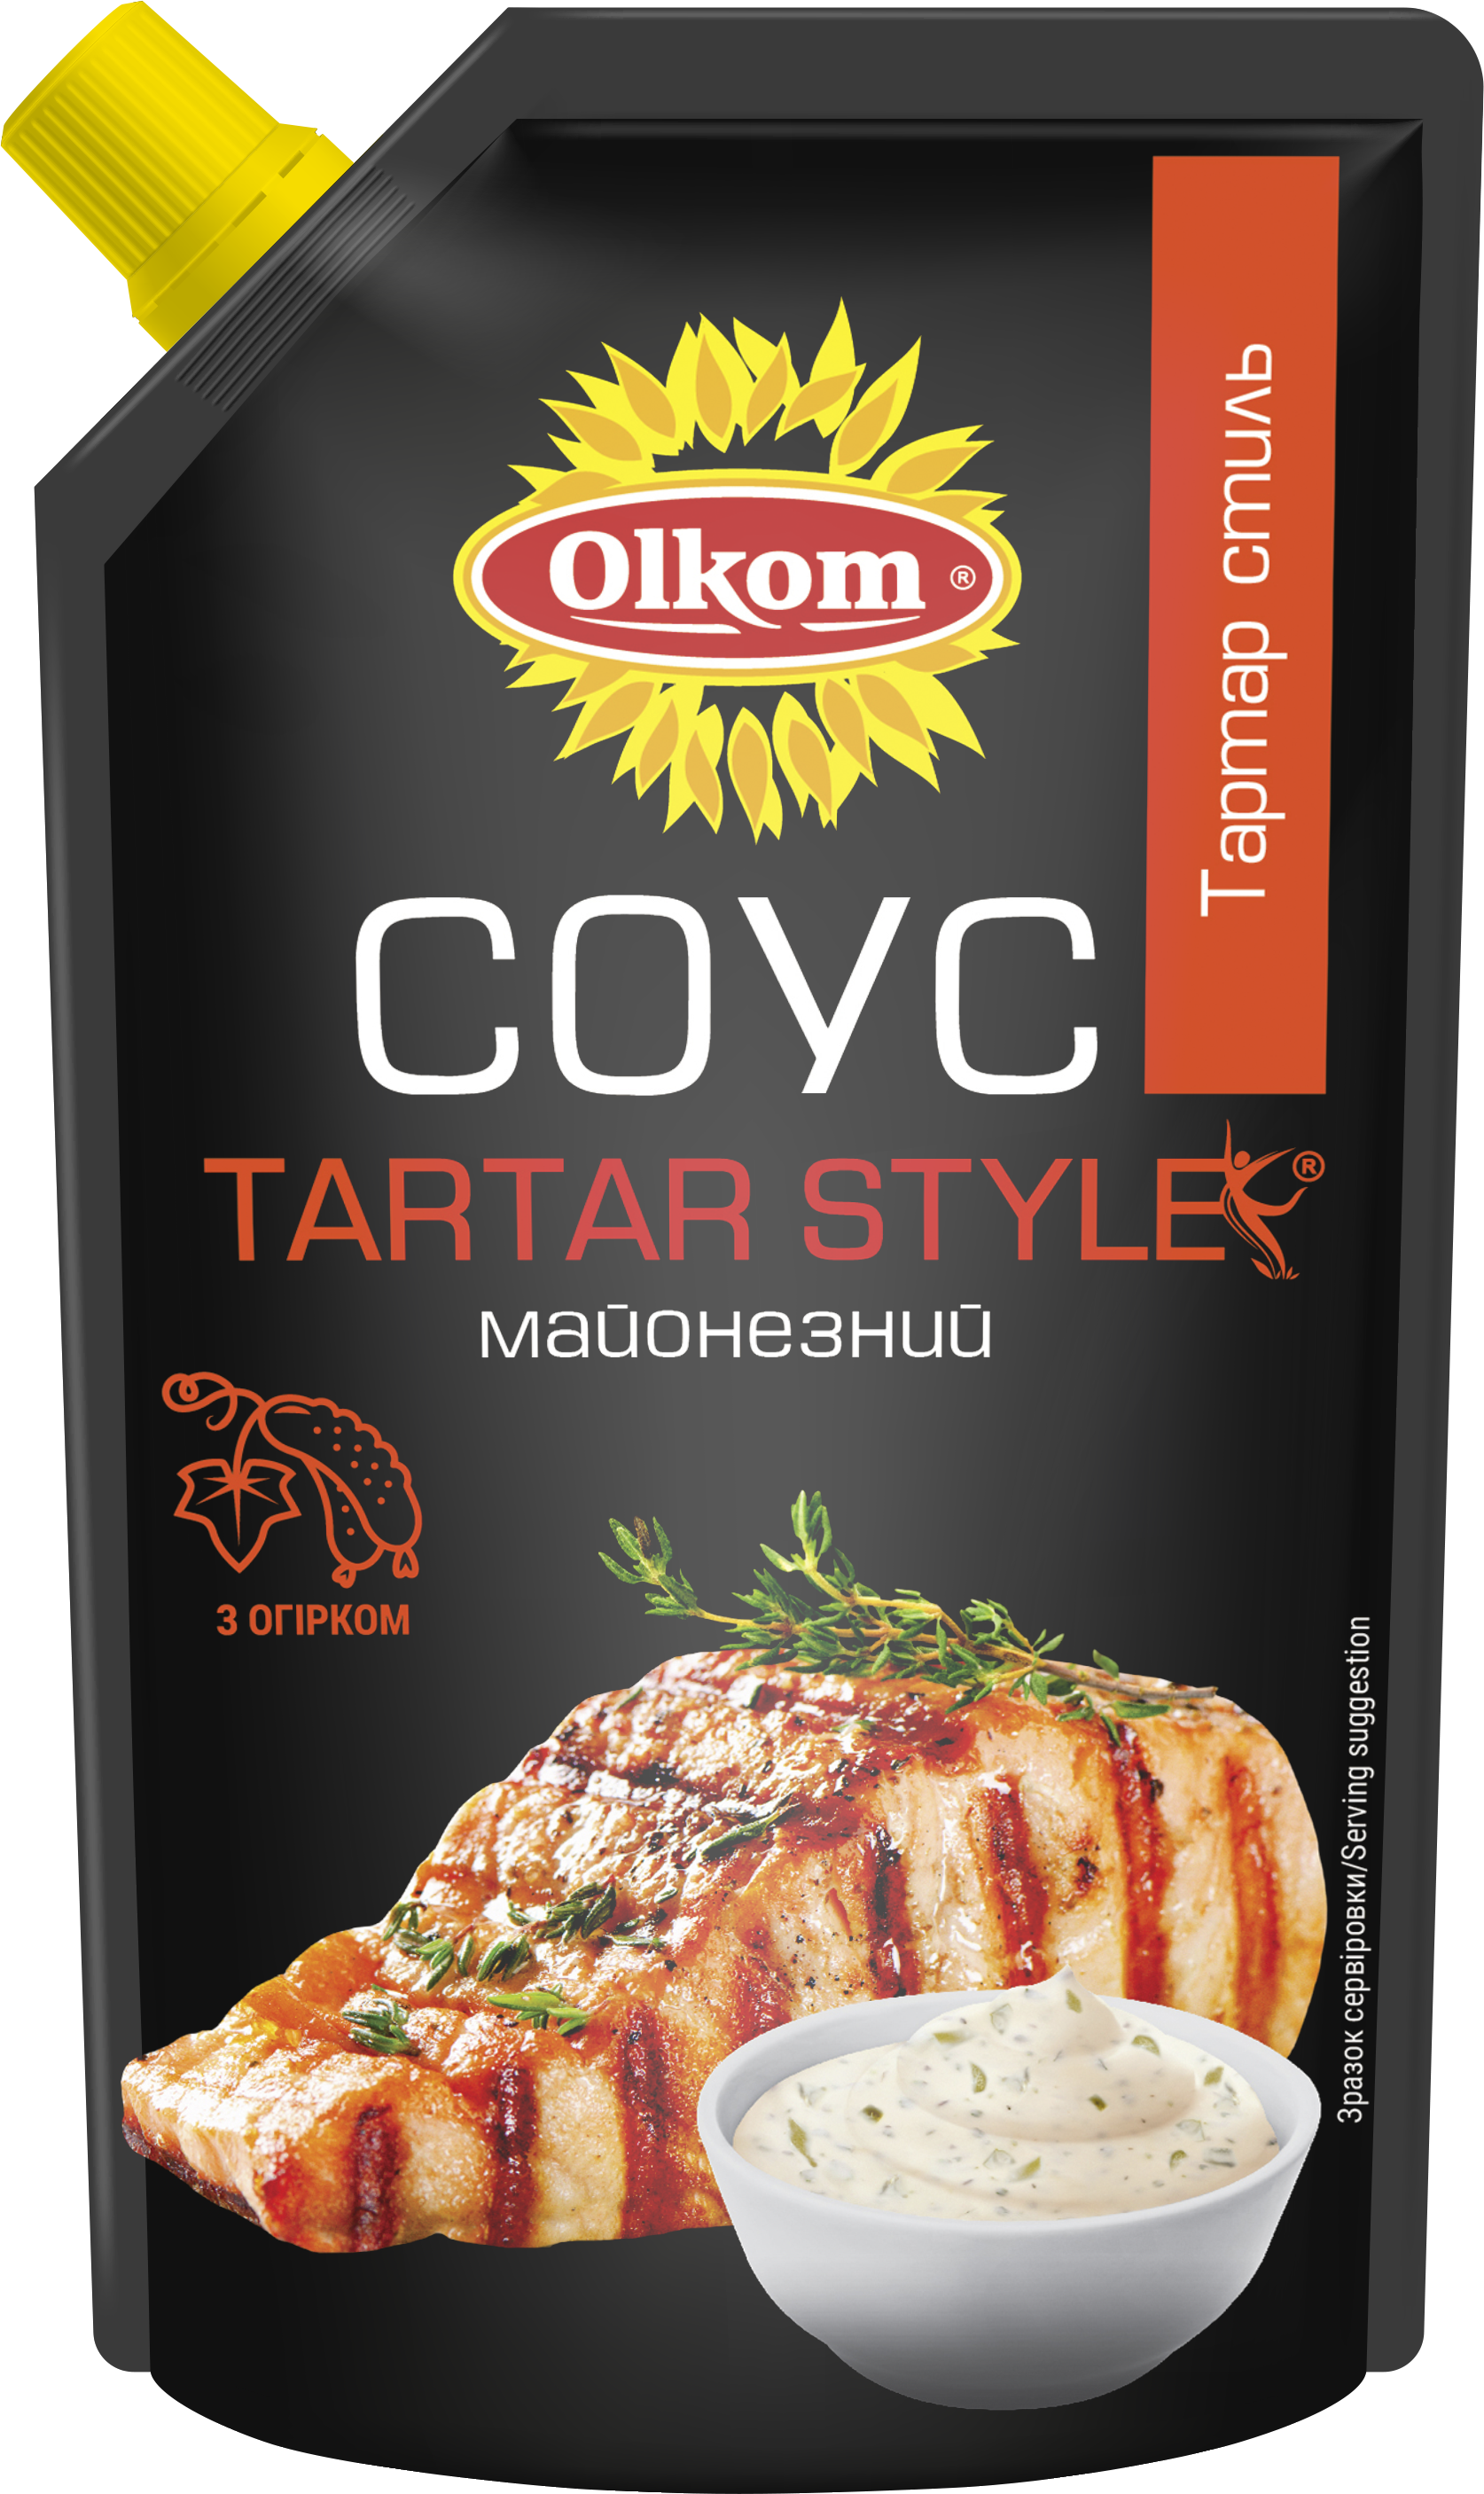 Olkom ®
Тартар стиль
СОУС
TARTAR STYLE ®
майонезний
З ОГІРКОМ
Зразок сервіровки/Serving suggestion